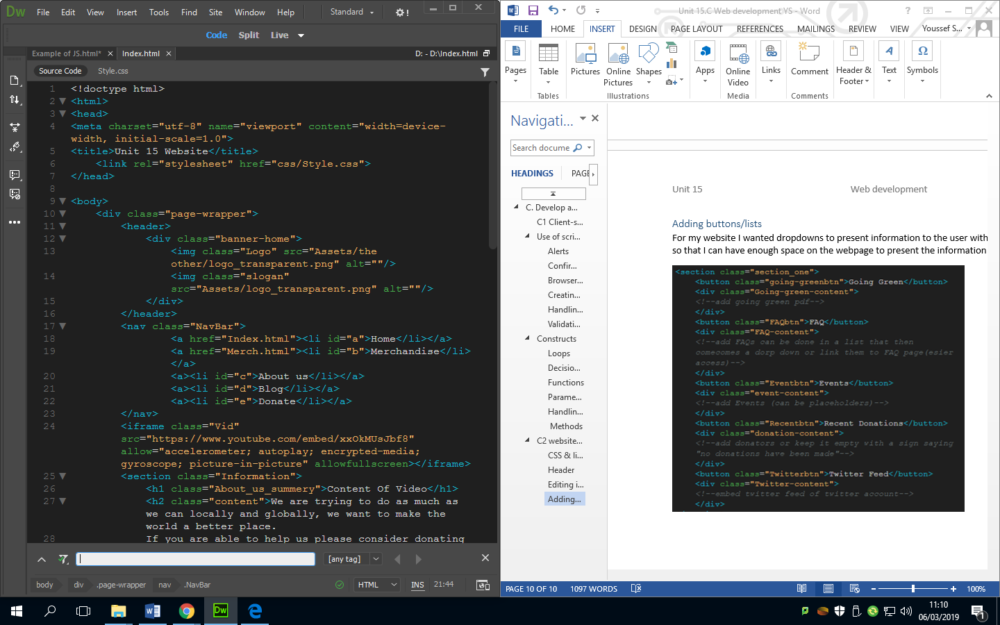 Dw File Edit View Insert Tools Find Site Window Help Standard
Code Split Live
Example of JS.html* Index.html D: - D:\Index.html
Source Code Style.css
1 <!doctype html>
2 <html>
3 <head>
4 <meta charset="utf-8" name="viewport" content="width=device-
width, initial-scale=1.0">
5 <title>Unit 15 Website</title>
6 <link rel="stylesheet" href="css/Style.css">
7 </head>
8
9 <body>
10 <div class="page-wrapper">
11 <header>
12 <div class="banner-home">
13 <img class="Logo" src="Assets/the
other/logo_transparent.png" alt=""/>
14 <img class="slogan"
src="Assets/logo_transparent.png" alt=""/>
15 </div>
16 </header>
17 <nav class="NavBar">
18 <a href="Index.html"><li id="a">Home</li></a>
19 <a href="Merch.html"><li id="b">Merchandise</li>
</a>
20 <a><li id="c">About us</li></a>
21 <a><li id="d">Blog</li></a>
22 <a><li id="e">Donate</li></a>
23 </nav>
24 <iframe class="Vid"
src="https://www.youtube.com/embed/xxOkMUsJbf8"
allow="accelerometer; autoplay; encrypted-media;
gyroscope; picture-in-picture" allowfullscreen></iframe>
25 <section class="Information">
26 <h1 class="About_us_summery">Content Of Video</h1>
27 <h2 class="content">We are trying to do as much as
we can locally and globally, we want to make the
world a better place.
28 If you are able to help us please consider donating
[any tag]
body div .page-wrapper nav .NavBar HTML INS 21:44
Unit 15.C Web development YS - Word
FILE HOME INSERT DESIGN PAGE LAYOUT REFERENCES MAILINGS REVIEW VIEW Youssef S...
Pages Table Pictures Online Pictures Shapes Apps Online Video Links Comment Header & Footer Text Symbols
Tables Illustrations Media Comments
Navigati...
Search docume
HEADINGS PAGE
C. Develop a...
C1 Client-s...
Use of scri...
Alerts
Confir...
Browser...
Creatin...
Handlin...
Validati...
Constructs
Loops
Decisio...
Functions
Parame...
Handlin...
Methods
C2 website...
CSS & li...
Header
Editing i...
Adding...
Unit 15 Web development
Adding buttons/lists
For my website I wanted dropdowns to present information to the user with
so that I can have enough space on the webpage to present the information
<section class="section_one">
<button class="going-greenbtn">Going Green</button>
<div class="Going-green-content">
<!--add going green pdf-->
</div>
<button class="FAQbtn">FAQ</button>
<div class="FAQ-content">
<!--add FAQs can be done in a list that then
comecomes a dorp down or link them to FAQ page(esier
access)-->
</div>
<button class="Eventbtn">Events</button>
<div class="event-content">
<!--add Events (can be placeholders)-->
</div>
<button class="Recentbtn">Recent Donations</button>
<div class="donation-content">
<!--add donators or keep it empty with a sign saying
"no donations have been made"-->
</div>
<button class="Twitterbtn">Twitter Feed</button>
<div class="Twitter-content">
<!--embed twitter feed of twitter account-->
</div>
PAGE 10 OF 10 1097 WORDS 100%
11:10
06/03/2019
1